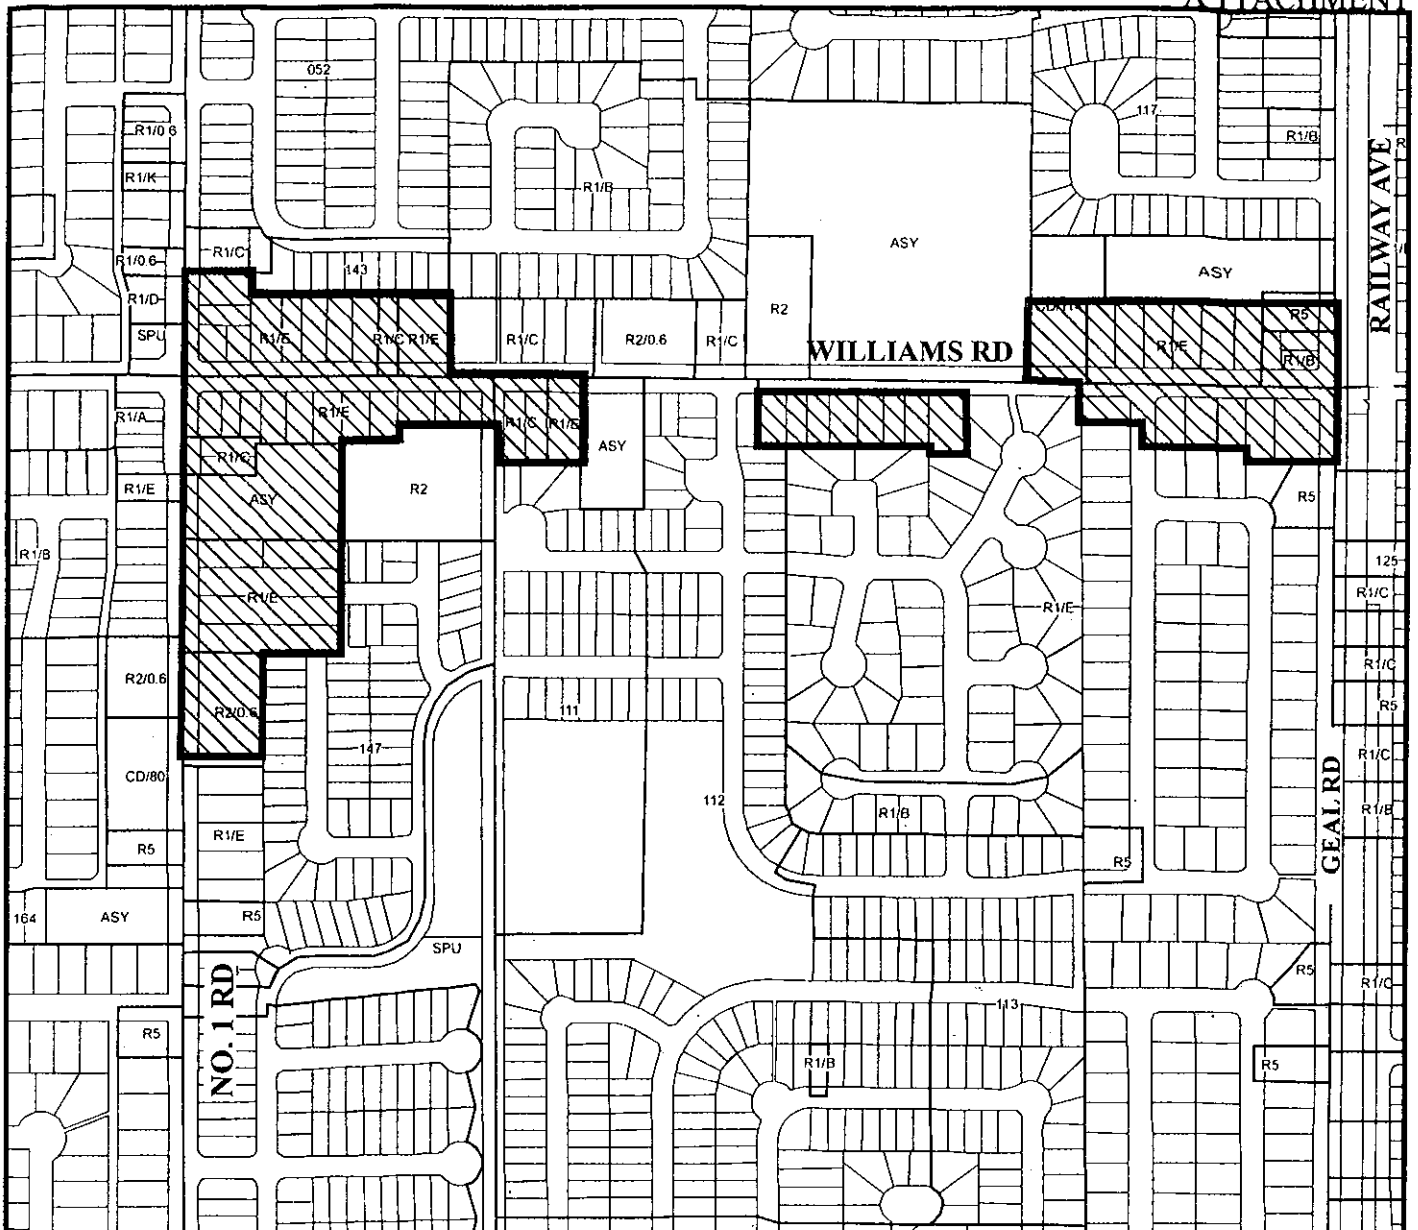 ATTACHMENT
052
117
R1/0.6
R1/B
R1/K
R1/B
RAILWAY AVE
R1/C
ASY
R1/0.6
143
ASY
R1/D
R2
R5
SPU
R1/E
R1/C
R1/E
R1/C
R2/0.6
R1/C
WILLIAMS RD
R1/E
R1/B
R1/A
R1/E
R1/C
R1/E
R1/C
ASY
R1/E
ASY
R2
R5
R1/B
125
R1/C
R1/E
R1/E
R1/C
R2/0.6
R5
R2/0.6
111
147
R1/C
CD/80
112
R1/B
R1/B
GEAL RD
R1/E
R5
R5
164
ASY
R5
SPU
R5
R1/C
NO. 1 RD
113
R5
R1/B
R5